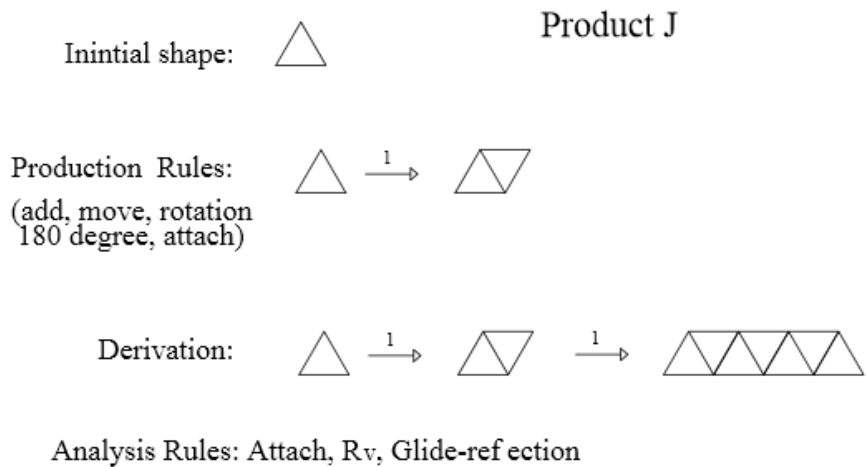 Product J
Inintial shape:
Production Rules:
1
(add, move, rotation
180 degree, attach)
Derivation:
1
1
Analysis Rules: Attach, Rv, Glide-ref ection